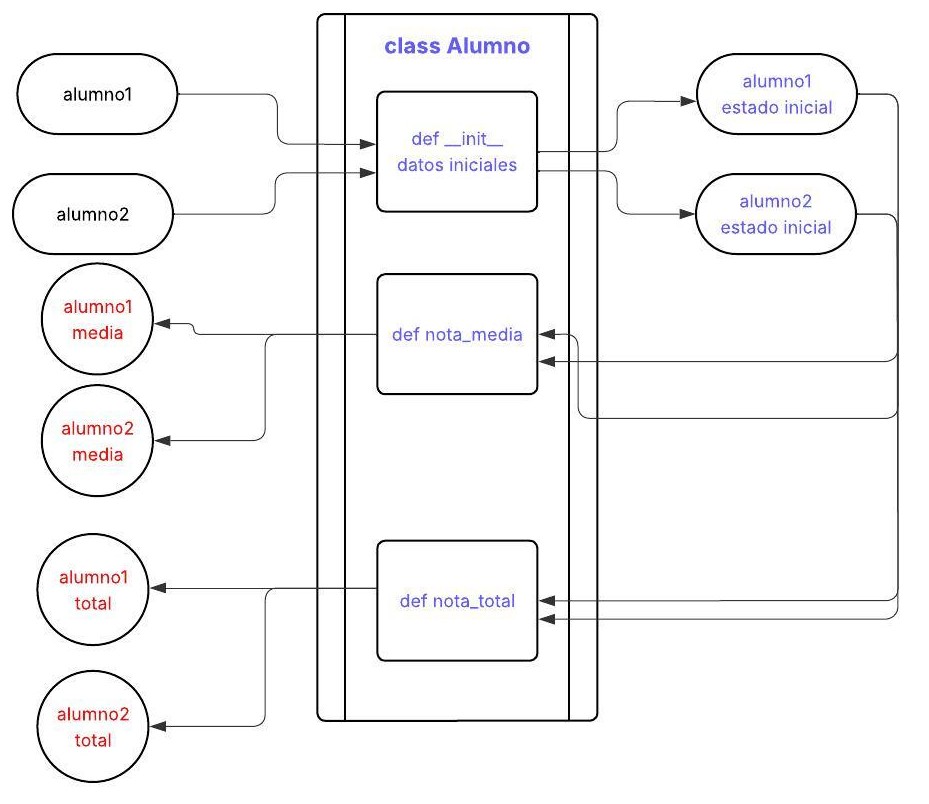 class Alumno
alumno1
def __init__
datos iniciales
alumno1
estado inicial
alumno2
alumno2
estado inicial
alumno1
media
def nota_media
alumno2
media
alumno1
total
def nota_total
alumno2
total